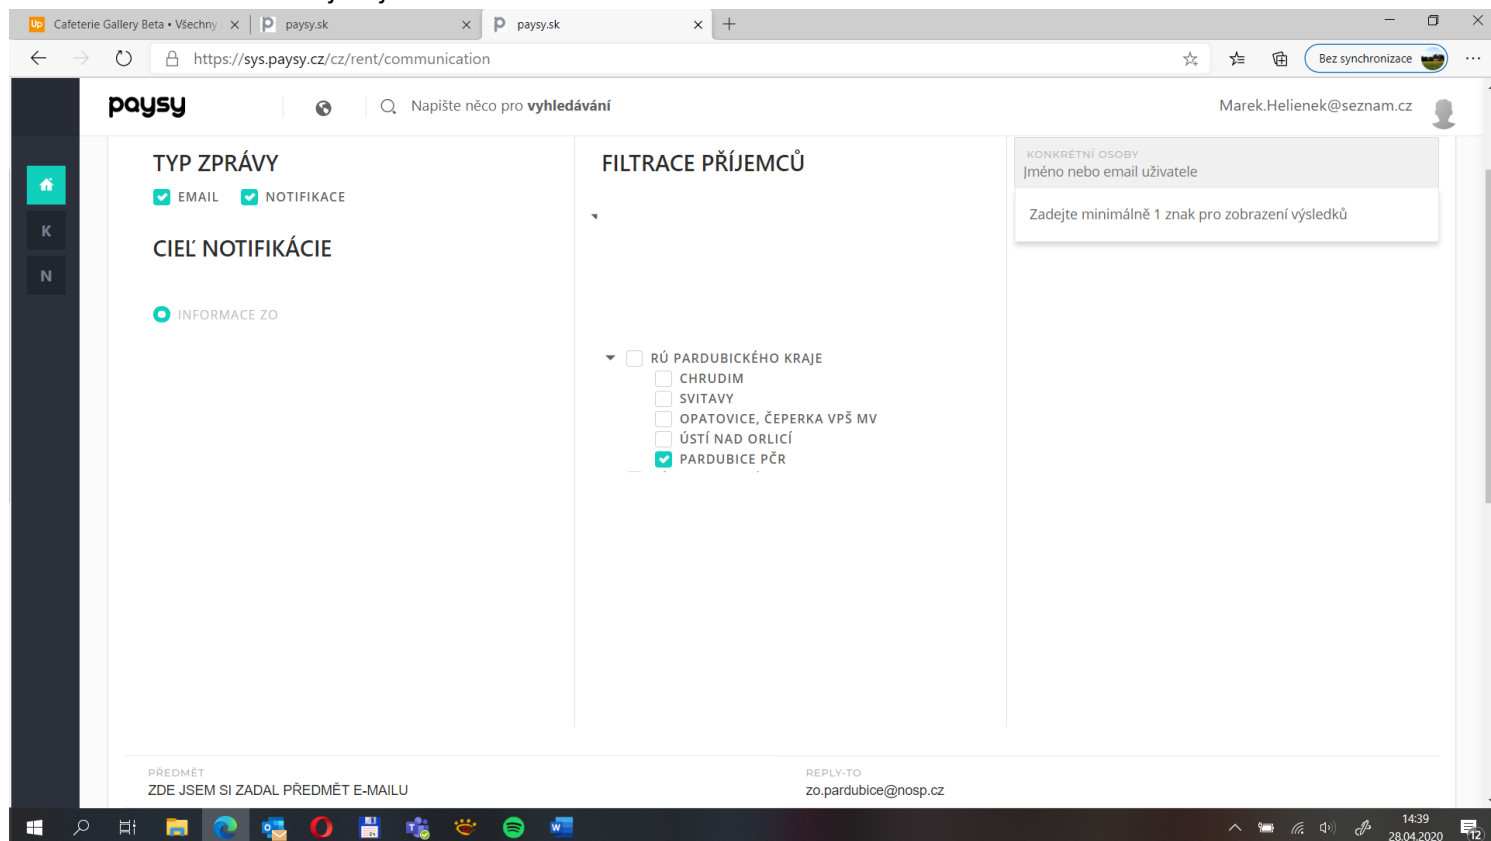 Cafeterie Gallery Beta • Všechny
paysy.sk
paysy.sk
https://sys.paysy.cz/cz/rent/communication
Bez synchronizace
paysy
Napište něco pro vyhledávání
Marek.Helienek@seznam.cz
K
N
TYP ZPRÁVY
EMAIL
NOTIFIKACE
CIEĽ NOTIFIKÁCIE
INFORMACE ZO
FILTRACE PŘÍJEMCŮ
RÚ PARDUBICKÉHO KRAJE
CHRUDIM
SVITAVY
OPATOVICE, ČEPERKA VPŠ MV
ÚSTÍ NAD ORLICÍ
PARDUBICE PČR
KONKRÉTNÍ OSOBY
Jméno nebo email uživatele
Zadejte minimálně 1 znak pro zobrazení výsledků
PŘEDMĚT
ZDE JSEM SI ZADAL PŘEDMĚT E-MAILU
REPLY-TO
zo.pardubice@nosp.cz
14:39
28.04.2020
12